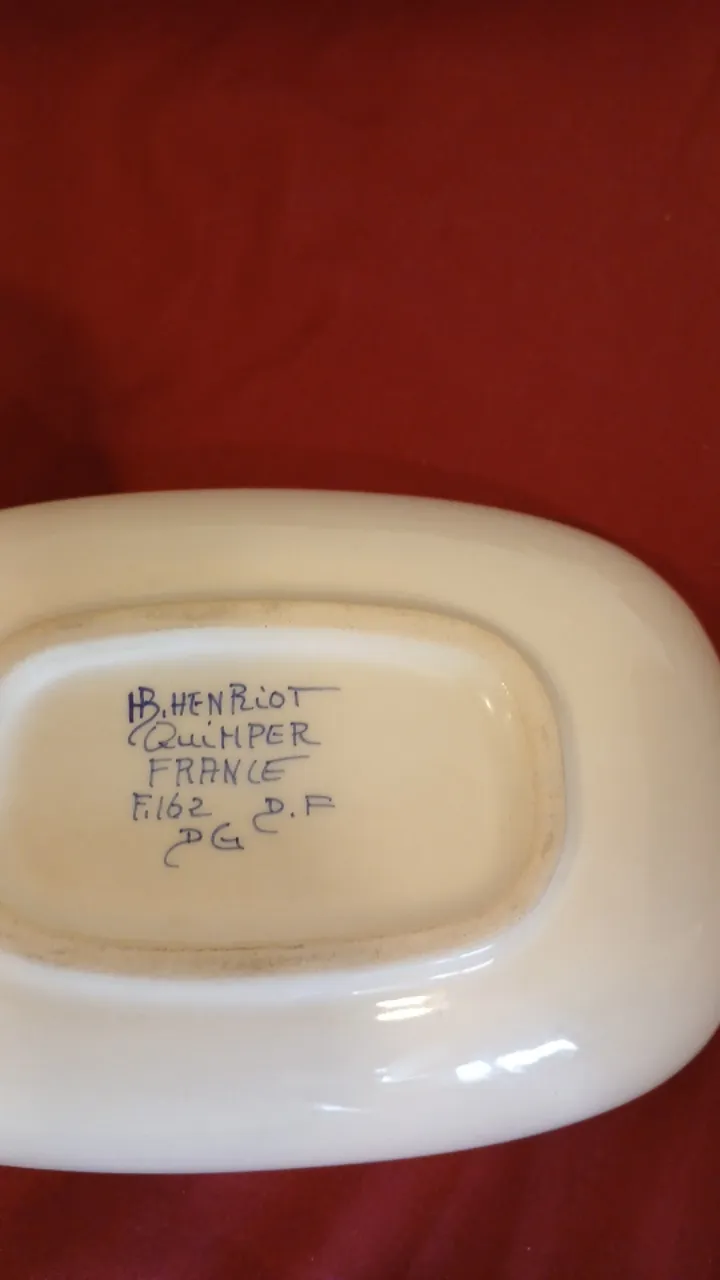 HB.HENRiOT
QuiMPER
FRANCE
F.162 D.F
DG